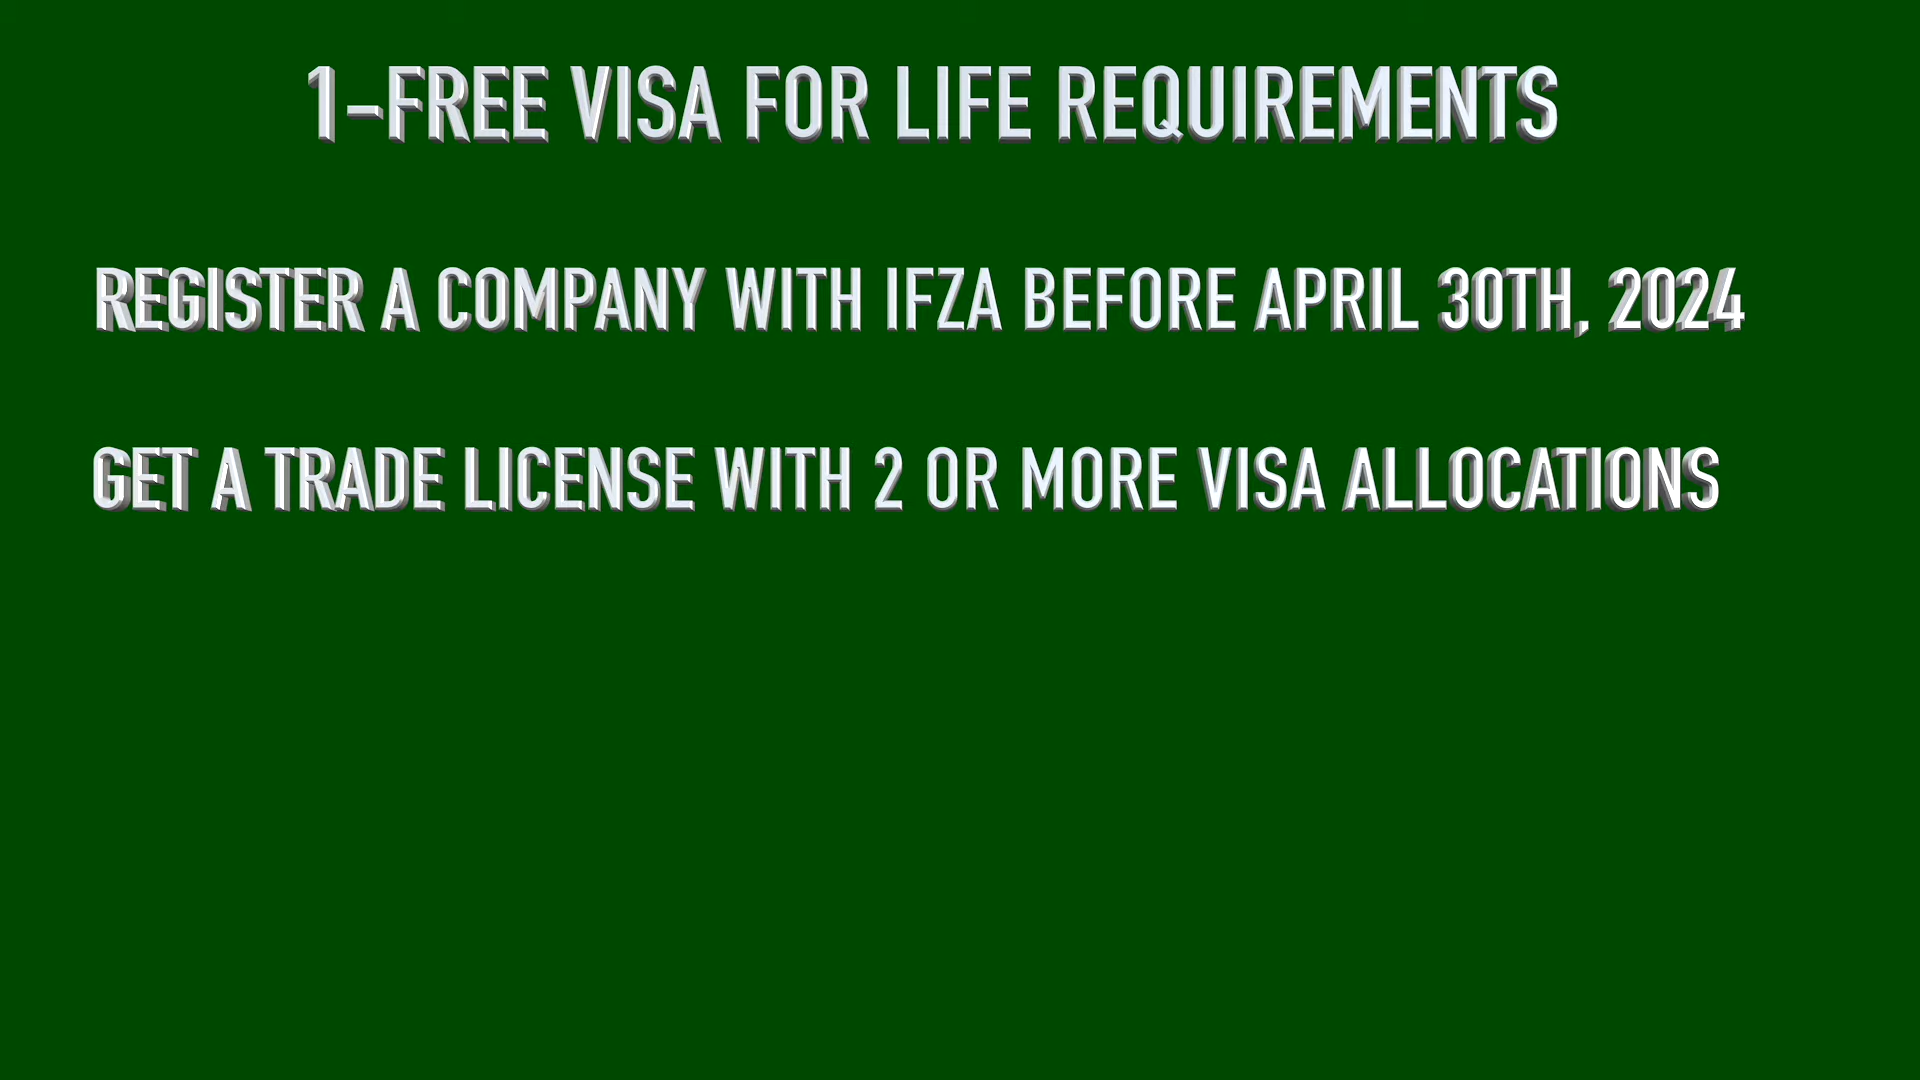 1-FREE VISA FOR LIFE REQUIREMENTS
REGISTER A COMPANY WITH IFZA BEFORE APRIL 30TH, 2024
GET A TRADE LICENSE WITH 2 OR MORE VISA ALLOCATIONS